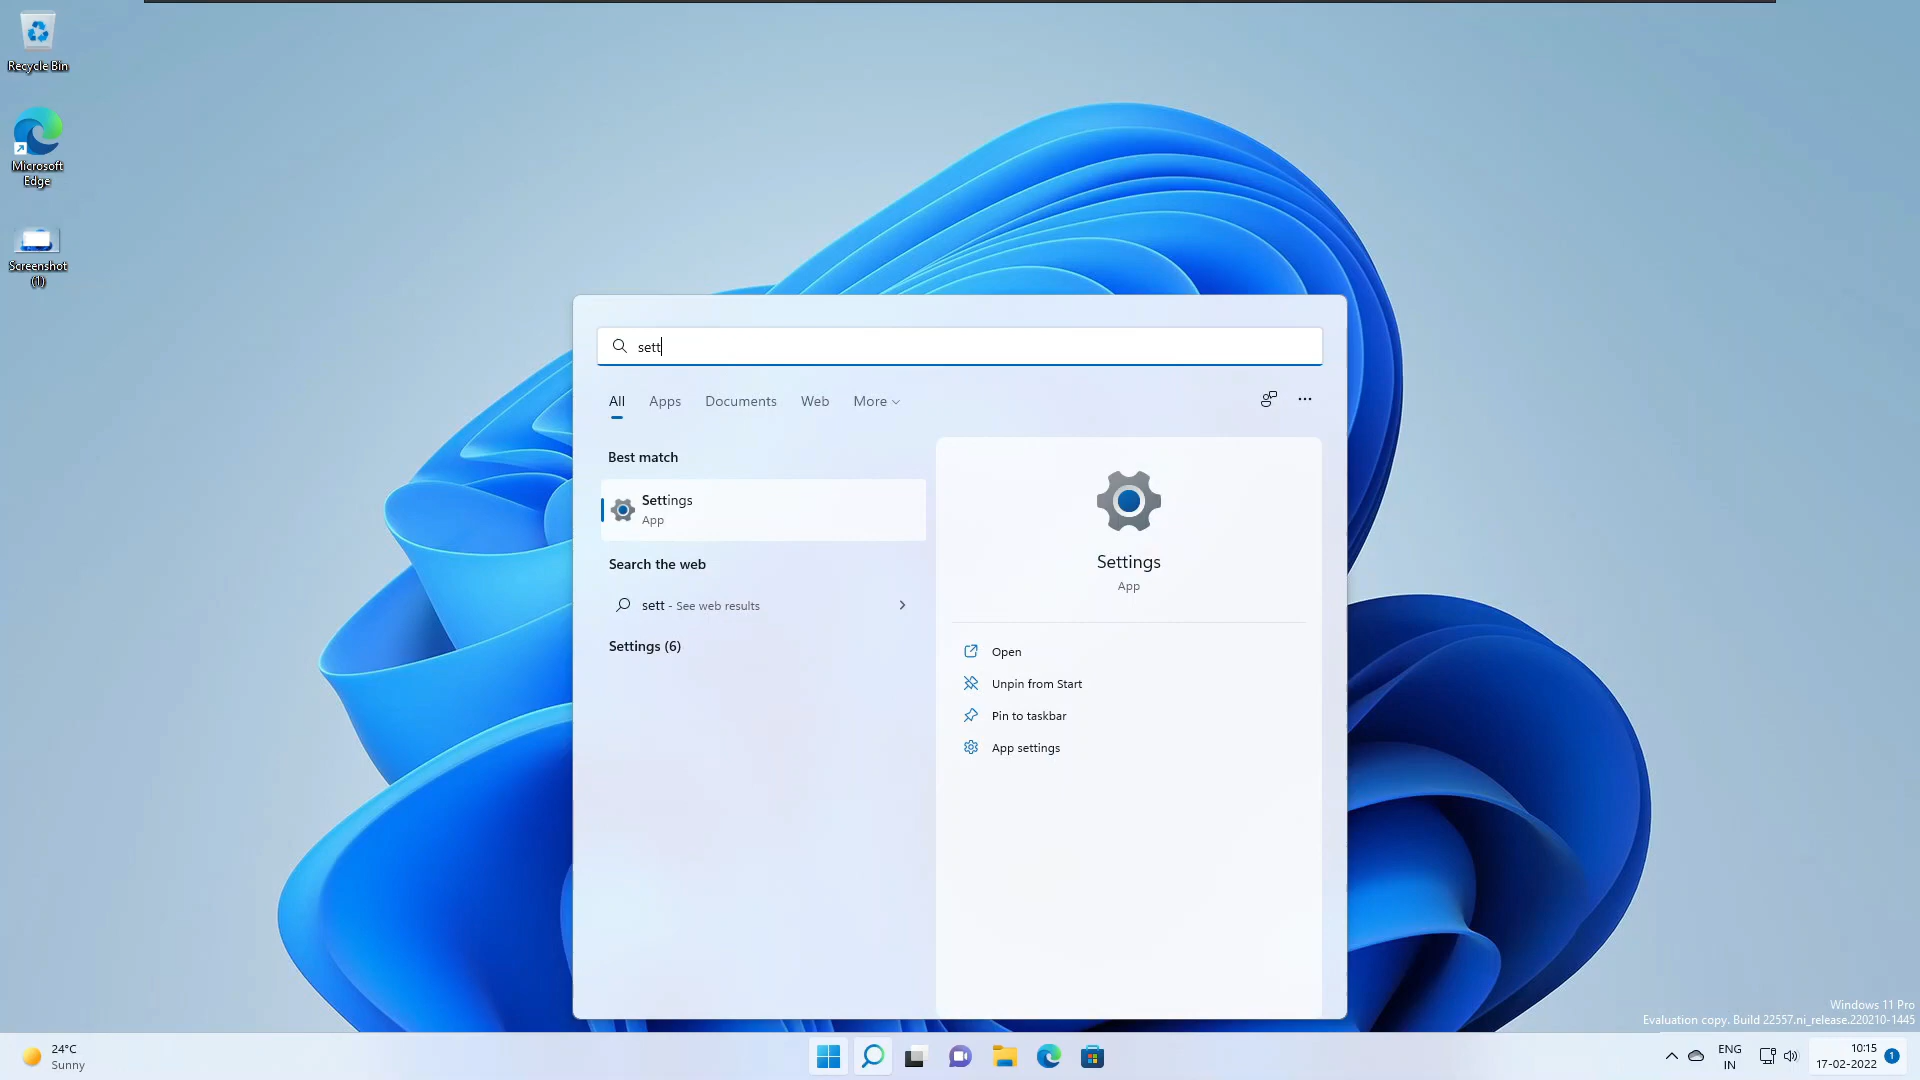 Recycle Bin
Microsoft
Edge
Screenshot
(1)
sett
All Apps Documents Web More
Best match
Settings
App
Search the web
sett - See web results
Settings (6)
Settings
App
Open
Unpin from Start
Pin to taskbar
App settings
Windows 11 Pro
Evaluation copy. Build 22557.ni_release.220210-1445
24°C
Sunny
ENG
IN
10:15
17-02-2022
1